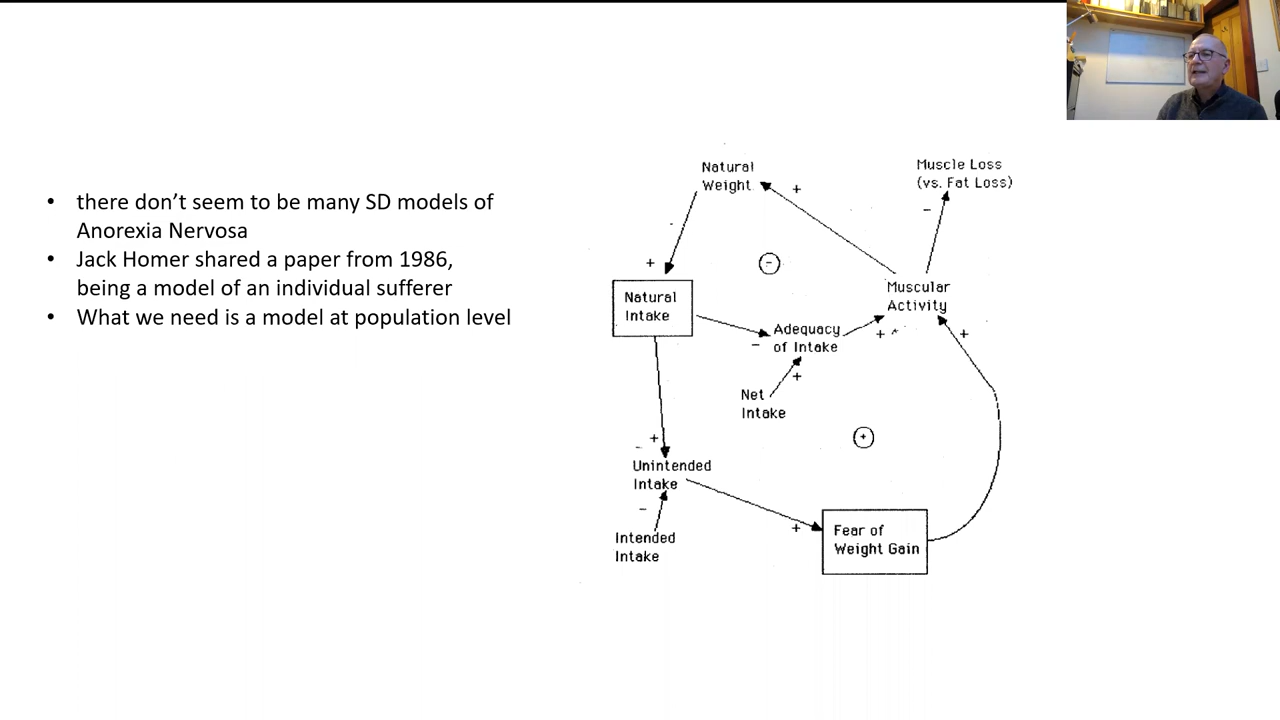 • there don’t seem to be many SD models of
Anorexia Nervosa
• Jack Homer shared a paper from 1986,
being a model of an individual sufferer
• What we need is a model at population level
Natural
Weight
+
Muscle Loss
(vs. Fat Loss)
-
-
+
-
Natural
Intake
Muscular
Activity
Adequacy
of Intake
-
+
+
+
Net
Intake
+
-
+
Unintended
Intake
-
Intended
Intake
+
Fear of
Weight Gain